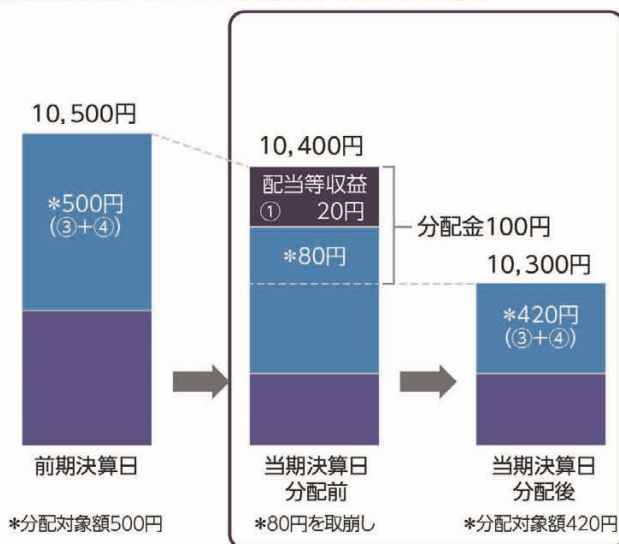 10,500円
*500円
(③+④)
前期決算日
*分配対象額500円
10,400円
配当等収益
① 20円
*80円
分配金100円
当期決算日
分配前
*80円を取崩し
10,300円
*420円
(③+④)
当期決算日
分配後
*分配対象額420円